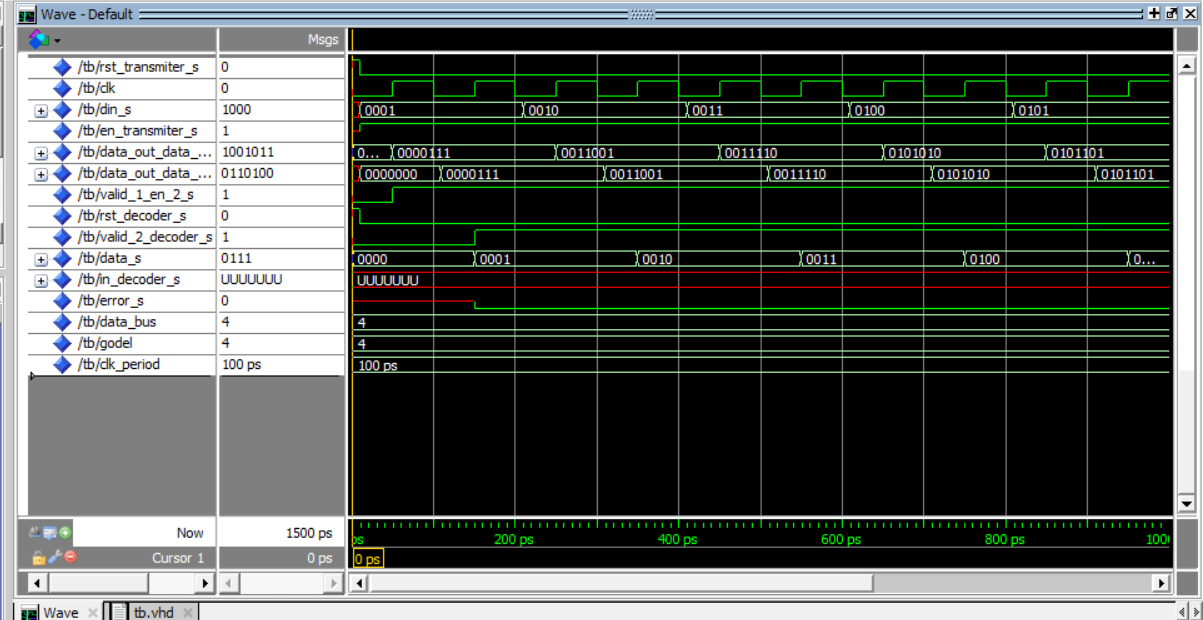 Wave - Default
Msgs
/tb/rst_transmiter_s 0
/tb/clk 0
/tb/din_s 1000 0001 0010 0011 0100 0101
/tb/en_transmiter_s 1
/tb/data_out_data_... 1001011 0... 0000111 0011001 0011110 0101010 0101101
/tb/data_out_data_... 0110100 0000000 0000111 0011001 0011110 0101010 0101101
/tb/valid_1_en_2_s 1
/tb/rst_decoder_s 0
/tb/valid_2_decoder_s 1
/tb/data_s 0111 0000 0001 0010 0011 0100 0...
/tb/in_decoder_s UUUUUUU UUUUUUU
/tb/error_s 0
/tb/data_bus 4 4
/tb/godel 4 4
/tb/clk_period 100 ps 100 ps
Now 1500 ps ps 200 ps 400 ps 600 ps 800 ps 100
Cursor 1 0 ps 0 ps
Wave tb.vhd